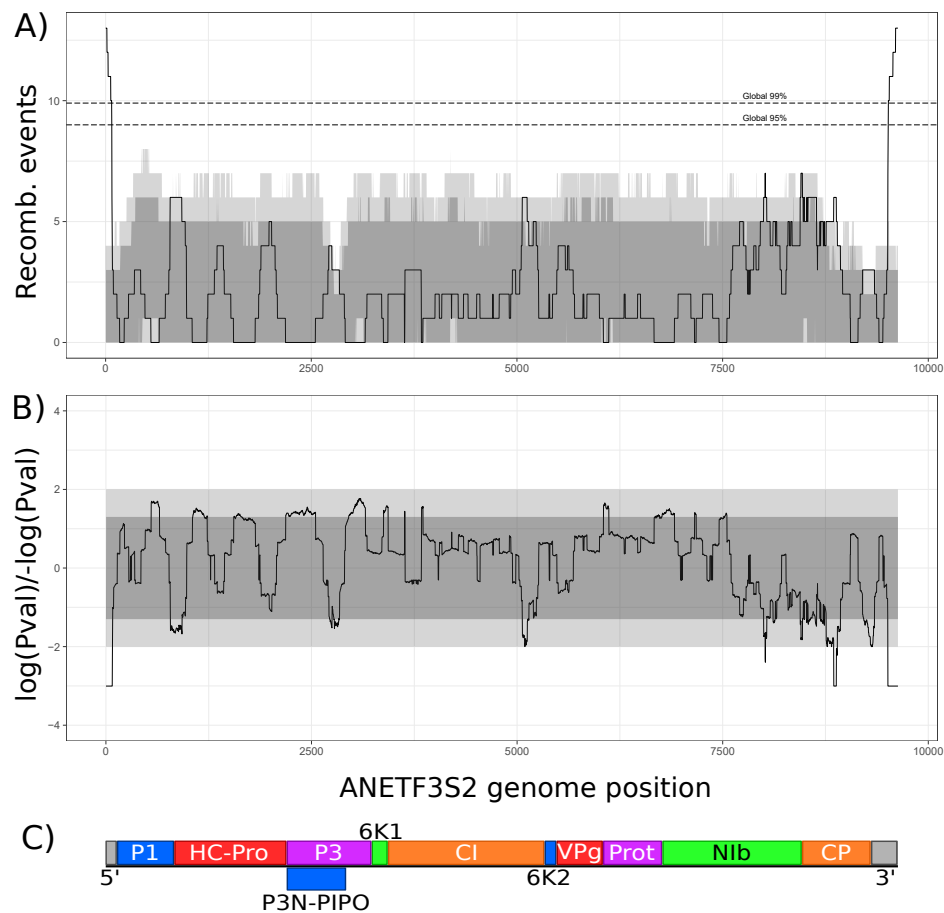 A)
Recomb. events
10
5
0
Global 99%
Global 95%
0
2500
5000
7500
10000
B)
log(Pval)/-log(Pval)
4
2
0
−2
−4
0
2500
5000
7500
10000
ANETF3S2 genome position
C)
6K1
P1
HC-Pro
P3
CI
VPg
Prot
NIb
CP
5'
6K2
3'
P3N-PIPO